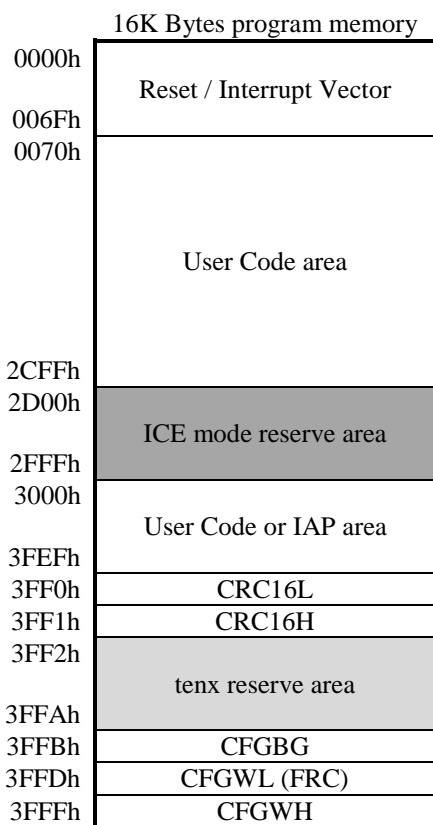 16K Bytes program memory
0000h
Reset / Interrupt Vector
006Fh
0070h
User Code area
2CFFh
2D00h
ICE mode reserve area
2FFFh
3000h
User Code or IAP area
3FEFh
3FF0h CRC16L
3FF1h CRC16H
3FF2h
tenx reserve area
3FFAh
3FFBh CFGBG
3FFDh CFGWL (FRC)
3FFFh CFGWH